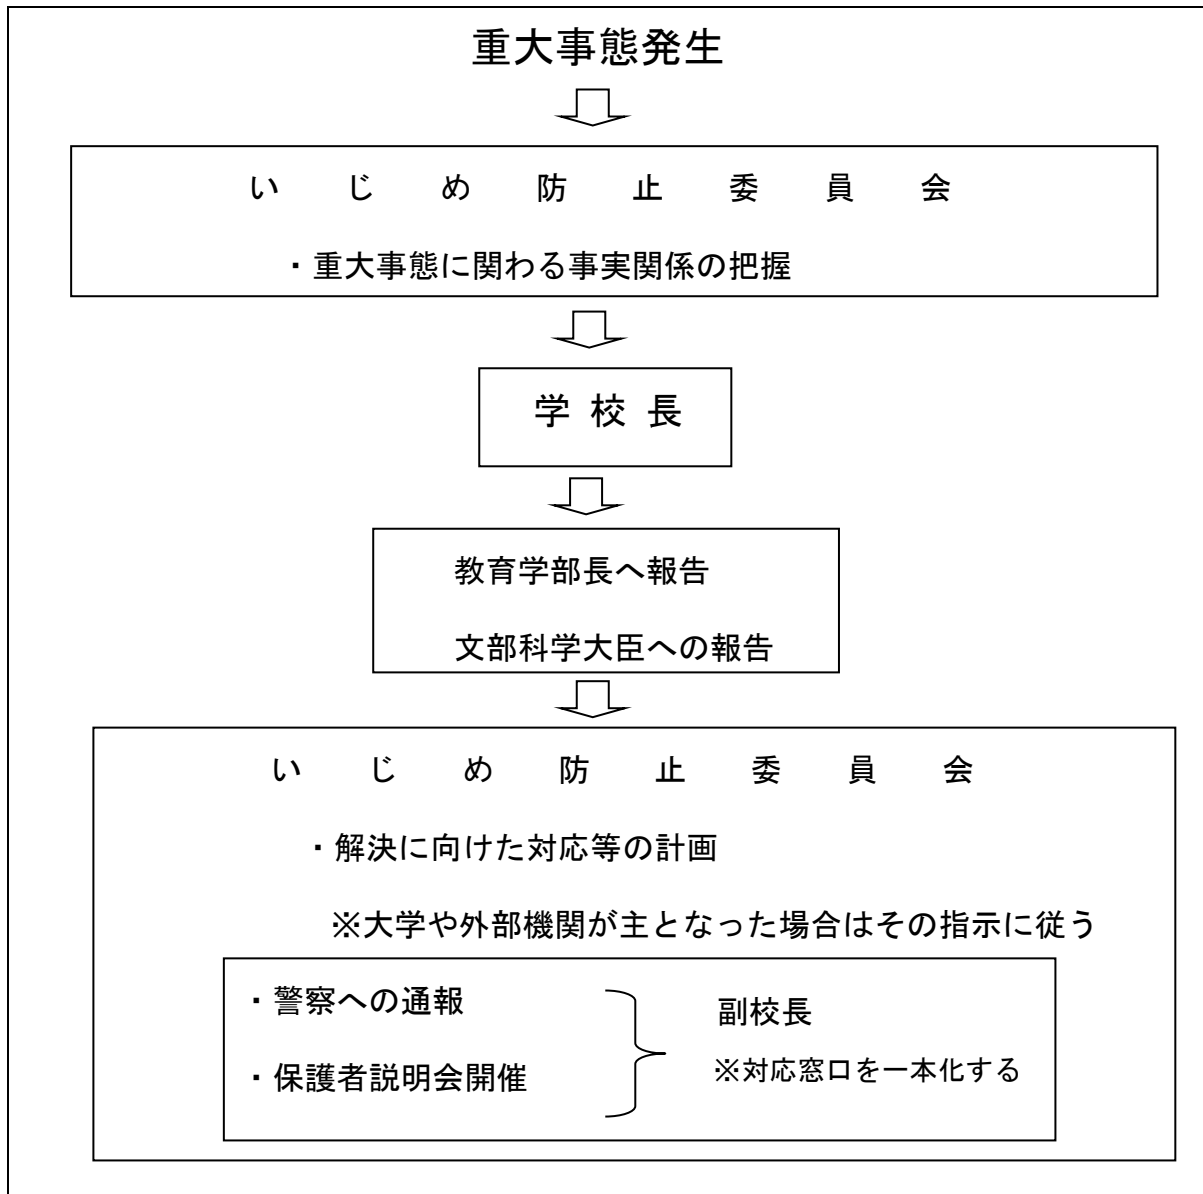 重大事態発生
いじめ防止委員会
・重大事態に関わる事実関係の把握
学校長
教育学部長へ報告
文部科学大臣への報告
いじめ防止委員会
・解決に向けた対応等の計画
※大学や外部機関が主となった場合はその指示に従う
・警察への通報
・保護者説明会開催
副校長
※対応窓口を一本化する